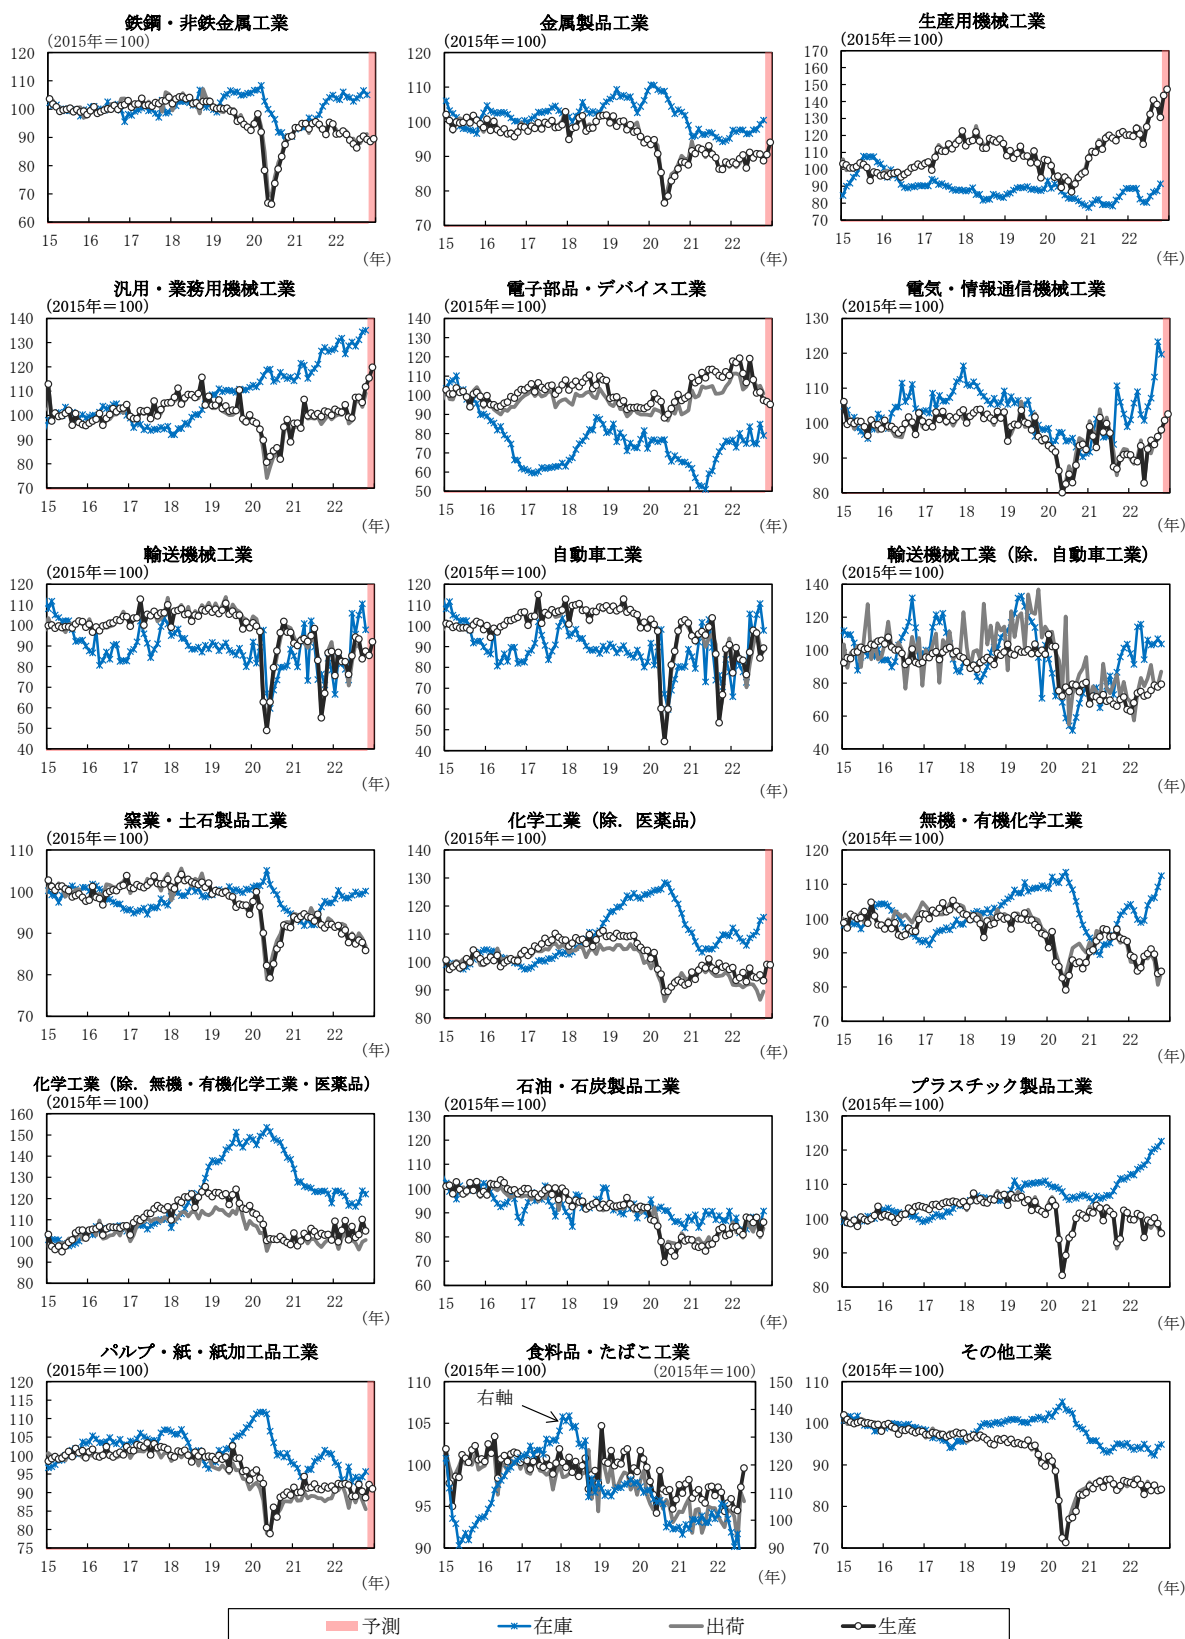 鉄鋼・非鉄金属工業
(2015年＝100)
120
110
100
90
80
70
60
15 16 17 18 19 20 21 22
(年)
金属製品工業
(2015年＝100)
120
110
100
90
80
70
15 16 17 18 19 20 21 22
(年)
生産用機械工業
(2015年＝100)
170
160
150
140
130
120
110
100
90
80
70
15 16 17 18 19 20 21 22
(年)
汎用・業務用機械工業
(2015年＝100)
140
130
120
110
100
90
80
70
15 16 17 18 19 20 21 22
(年)
電子部品・デバイス工業
(2015年＝100)
140
130
120
110
100
90
80
70
60
50
15 16 17 18 19 20 21 22
(年)
電気・情報通信機械工業
(2015年＝100)
130
120
110
100
90
80
15 16 17 18 19 20 21 22
(年)
輸送機械工業
(2015年＝100)
120
110
100
90
80
70
60
50
40
15 16 17 18 19 20 21 22
(年)
自動車工業
(2015年＝100)
120
110
100
90
80
70
60
50
40
15 16 17 18 19 20 21 22
(年)
輸送機械工業（除．自動車工業）
(2015年＝100)
140
120
100
80
60
40
15 16 17 18 19 20 21 22
(年)
窯業・土石製品工業
(2015年＝100)
110
100
90
80
70
15 16 17 18 19 20 21 22
(年)
化学工業（除．医薬品）
(2015年＝100)
140
130
120
110
100
90
80
15 16 17 18 19 20 21 22
(年)
無機・有機化学工業
(2015年＝100)
120
110
100
90
80
70
15 16 17 18 19 20 21 22
(年)
化学工業（除．無機・有機化学工業・医薬品）
(2015年＝100)
160
150
140
130
120
110
100
90
80
15 16 17 18 19 20 21 22
(年)
石油・石炭製品工業
(2015年＝100)
130
120
110
100
90
80
70
60
15 16 17 18 19 20 21 22
(年)
プラスチック製品工業
(2015年＝100)
130
120
110
100
90
80
15 16 17 18 19 20 21 22
(年)
パルプ・紙・紙加工品工業
(2015年＝100)
120
115
110
105
100
95
90
85
80
75
15 16 17 18 19 20 21 22
(年)
食料品・たばこ工業
(2015年＝100) (2015年＝100)
右軸
110
105
100
95
90
150
140
130
120
110
100
90
15 16 17 18 19 20 21 22
(年)
その他工業
(2015年＝100)
110
100
90
80
70
15 16 17 18 19 20 21 22
(年)
予測 在庫 出荷 生産